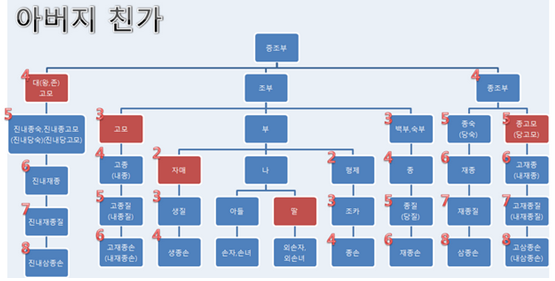 아버지 친가
증조부
4 대(왕,존)
고모
조부
4 종조부
5 진내종숙,진내종고모
(진내당숙)(진내당고모)
3 고모
부
3 백부,숙부
5 종숙
(당숙)
5 종고모
(당고모)
6 진내재종
4 고종
(내종)
2 자매
나
2 형제
4 종
6 재종
6 고재종
(내재종)
7 진내재종질
5 고종질
(내종질)
3 생질
아들
딸
3 조카
5 종질
(당질)
7 재종질
7 고재종질
(내재종질)
8 진내삼종손
6 고재종손
(내재종손)
4 생종손
손자,손녀
외손자,
외손녀
4 종손
6 재종손
8 삼종손
8 고삼종손
(내삼종손)